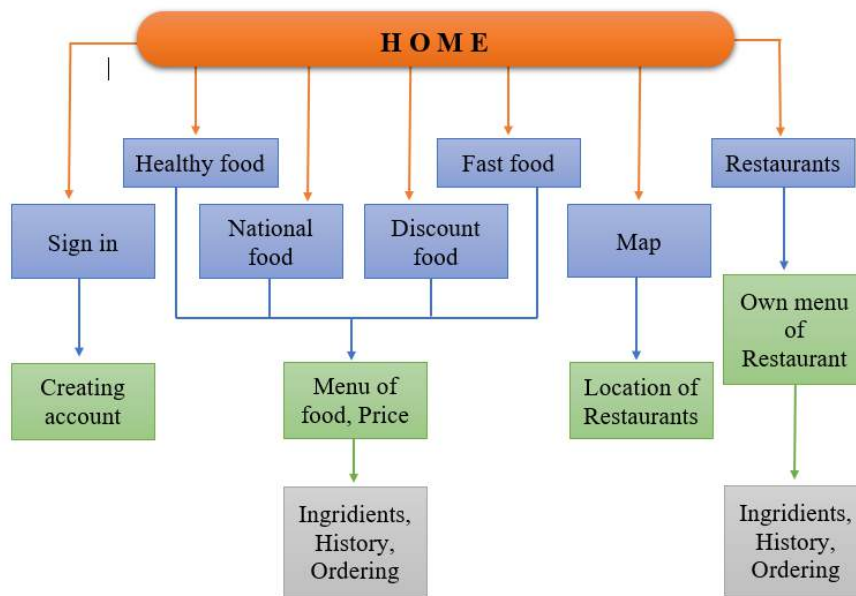 H O M E
Healthy food
Fast food
Restaurants
Sign in
National
food
Discount
food
Map
Own menu
of
Restaurant
Creating
account
Menu of
food, Price
Location of
Restaurants
Ingridients,
History,
Ordering
Ingridients,
History,
Ordering